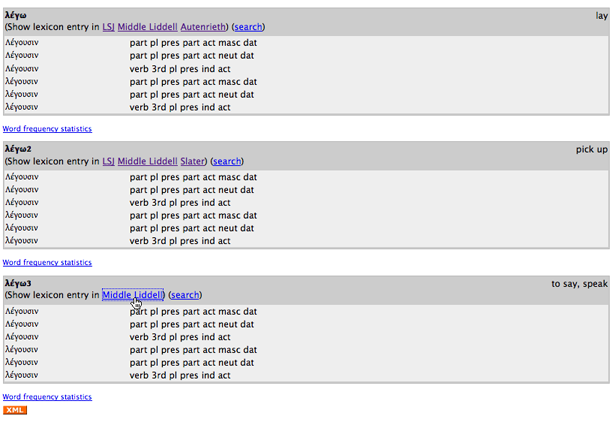 λέγω lay
(Show lexicon entry in LSJ Middle Liddell Autenrieth) (search)
Λέγουσιν part pl pres part act masc dat
Λέγουσιν part pl pres part act neut dat
Λέγουσιν verb 3rd pl pres ind act
λέγουσιν part pl pres part act masc dat
λέγουσιν part pl pres part act neut dat
λέγουσιν verb 3rd pl pres ind act
Word frequency statistics
λέγω2 pick up
(Show lexicon entry in LSJ Middle Liddell Slater) (search)
Λέγουσιν part pl pres part act masc dat
Λέγουσιν part pl pres part act neut dat
Λέγουσιν verb 3rd pl pres ind act
λέγουσιν part pl pres part act masc dat
λέγουσιν part pl pres part act neut dat
λέγουσιν verb 3rd pl pres ind act
Word frequency statistics
λέγω3 to say, speak
(Show lexicon entry in Middle Liddell) (search)
Λέγουσιν part pl pres part act masc dat
Λέγουσιν part pl pres part act neut dat
Λέγουσιν verb 3rd pl pres ind act
λέγουσιν part pl pres part act masc dat
λέγουσιν part pl pres part act neut dat
λέγουσιν verb 3rd pl pres ind act
Word frequency statistics
XML